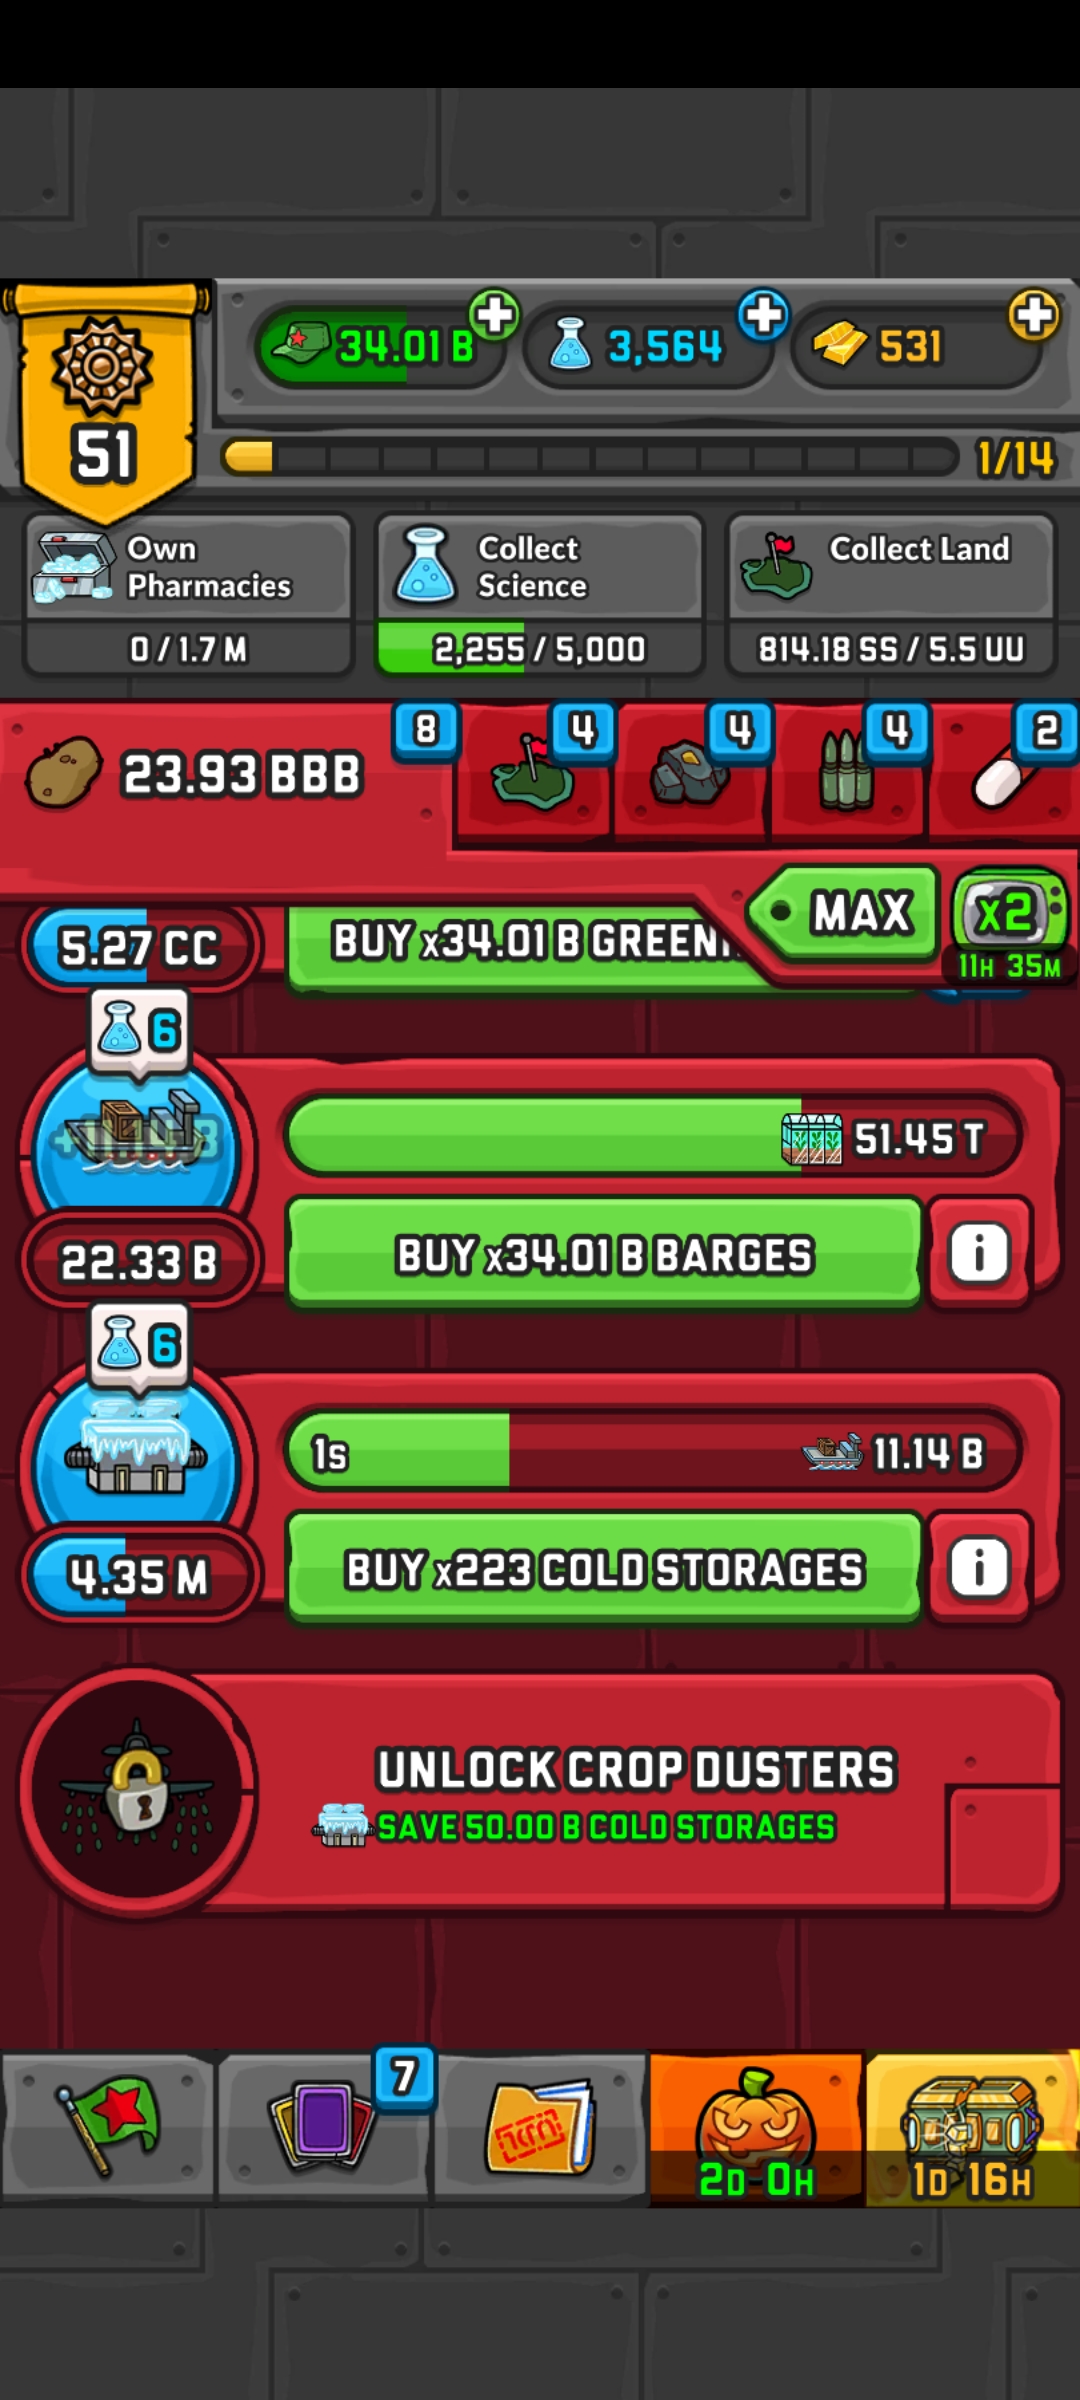 34.01 B
3,564
531
51
1/14
Own
Pharmacies
0 / 1.7 M
Collect
Science
2,255 / 5,000
Collect Land
814.18 SS / 5.5 UU
23.93 BBB
8
4
4
4
2
MAX
x2
11H 35M
5.27 CC
BUY x34.01 B
6
51.45 T
22.33 B
BUY x34.01 B BARGES
6
1s
11.14 B
4.35 M
BUY x223 COLD STORAGES
UNLOCK CROP DUSTERS
SAVE 50.00 B COLD STORAGES
7
2D 0H
1D 16H